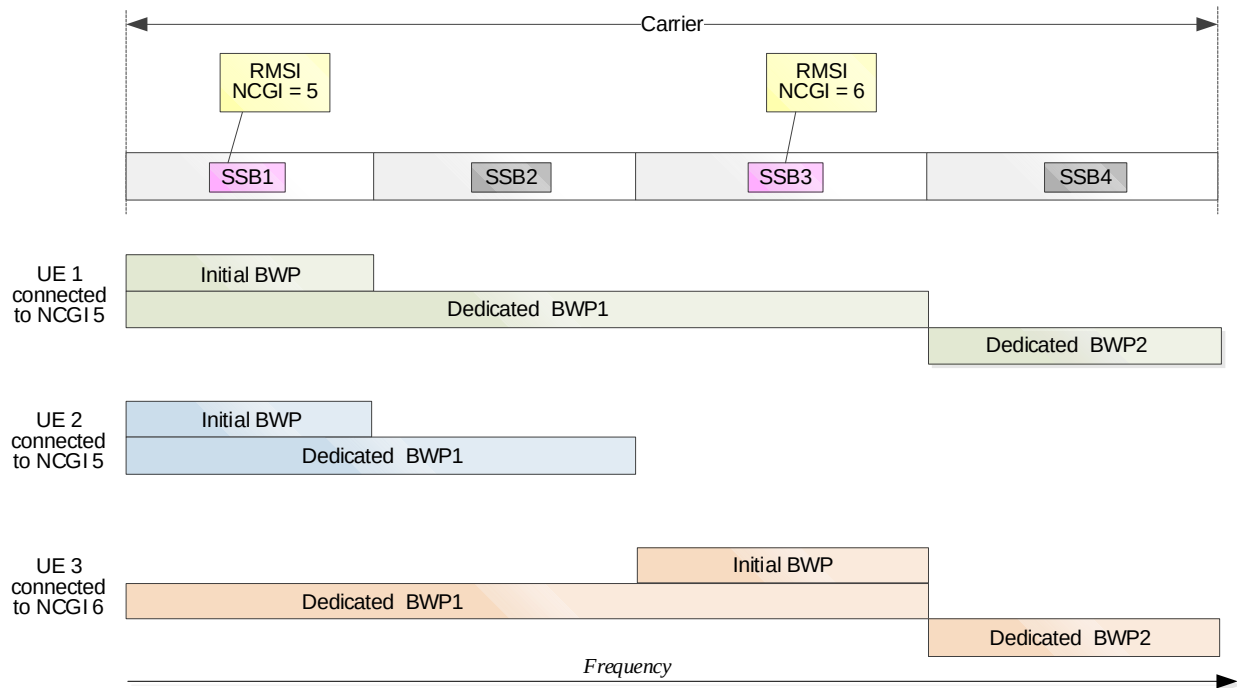 Carrier
RMSI
NCGI = 5
RMSI
NCGI = 6
SSB1
SSB2
SSB3
SSB4
UE 1
connected
to NCGI 5
Initial BWP
Dedicated BWP1
Dedicated BWP2
UE 2
connected
to NCGI 5
Initial BWP
Dedicated BWP1
UE 3
connected
to NCGI 6
Initial BWP
Dedicated BWP1
Dedicated BWP2
Frequency